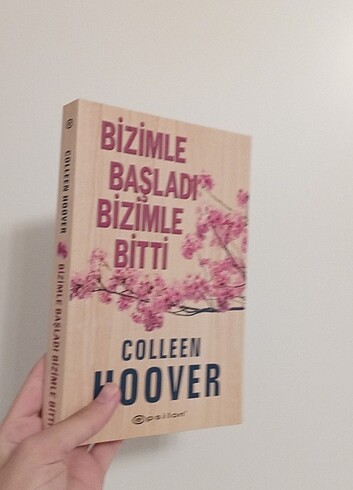 BİZİMLE
BAŞLADI
BİZİMLE
BİTTİ
COLLEEN
HOOVER
epsilon
COLLEEN HOOVER
BİZİMLE BAŞLADI BİZİMLE BİTTİ